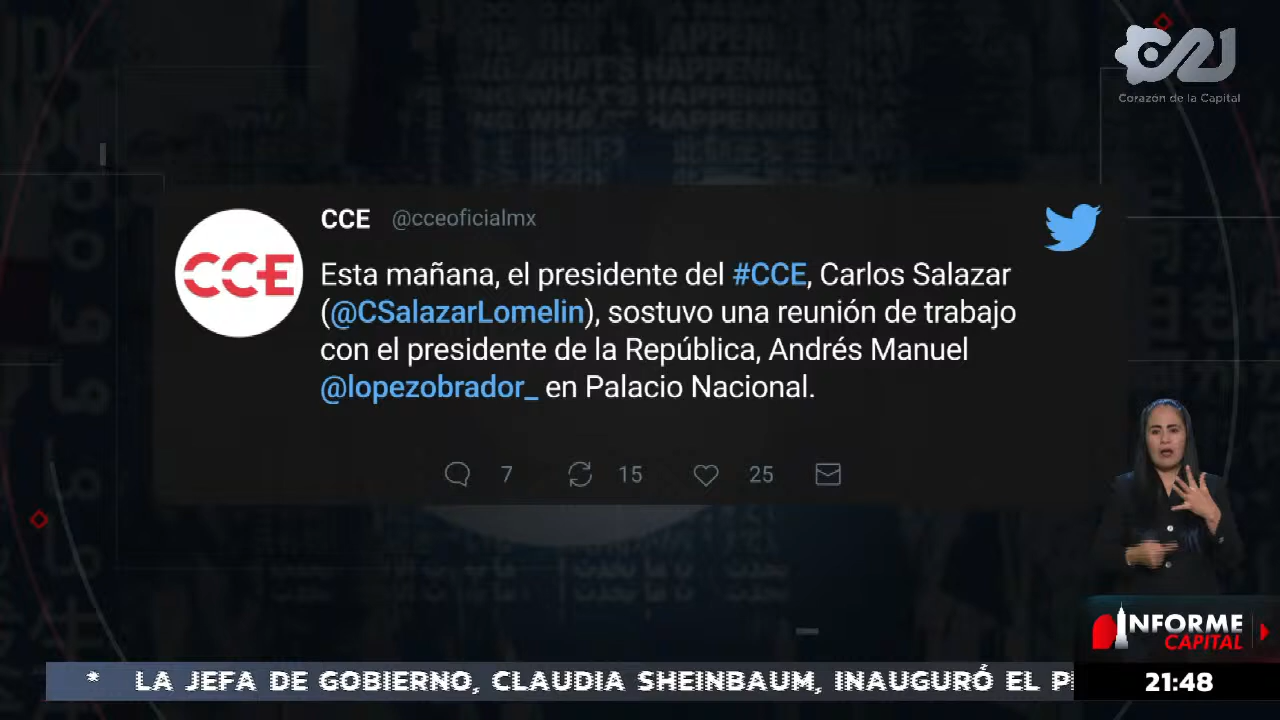 Corazón de la Capital
CCE @cceoficialmx
CCE
Esta mañana, el presidente del #CCE, Carlos Salazar
(@CSalazarLomelin), sostuvo una reunión de trabajo
con el presidente de la República, Andrés Manuel
@lopezobrador_ en Palacio Nacional.
7 15 25
INFORME
CAPITAL
* LA JEFA DE GOBIERNO, CLAUDIA SHEINBAUM, INAUGURÓ EL
21:48